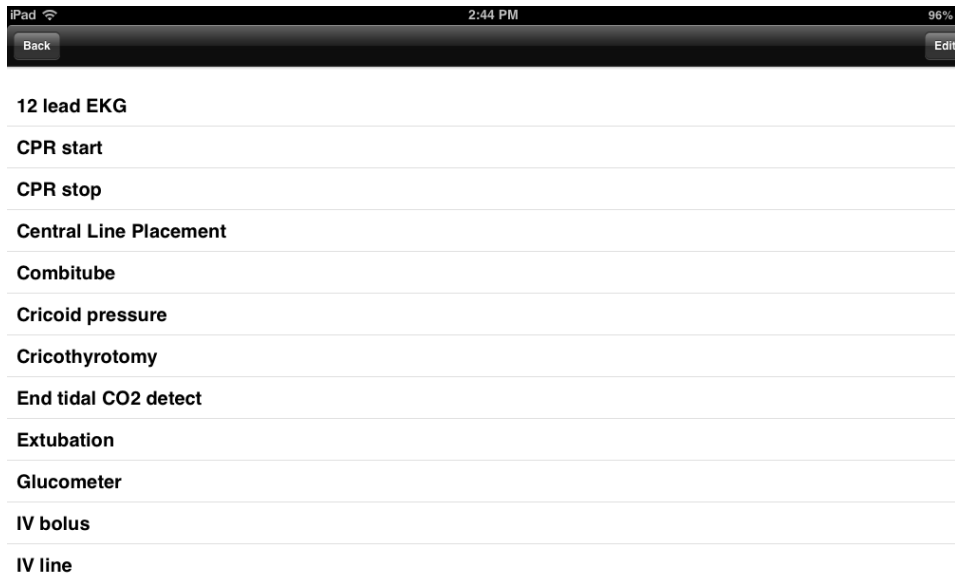 iPad 2:44 PM 96%
Back Edit
12 lead EKG
CPR start
CPR stop
Central Line Placement
Combitube
Cricoid pressure
Cricothyrotomy
End tidal CO2 detect
Extubation
Glucometer
IV bolus
IV line